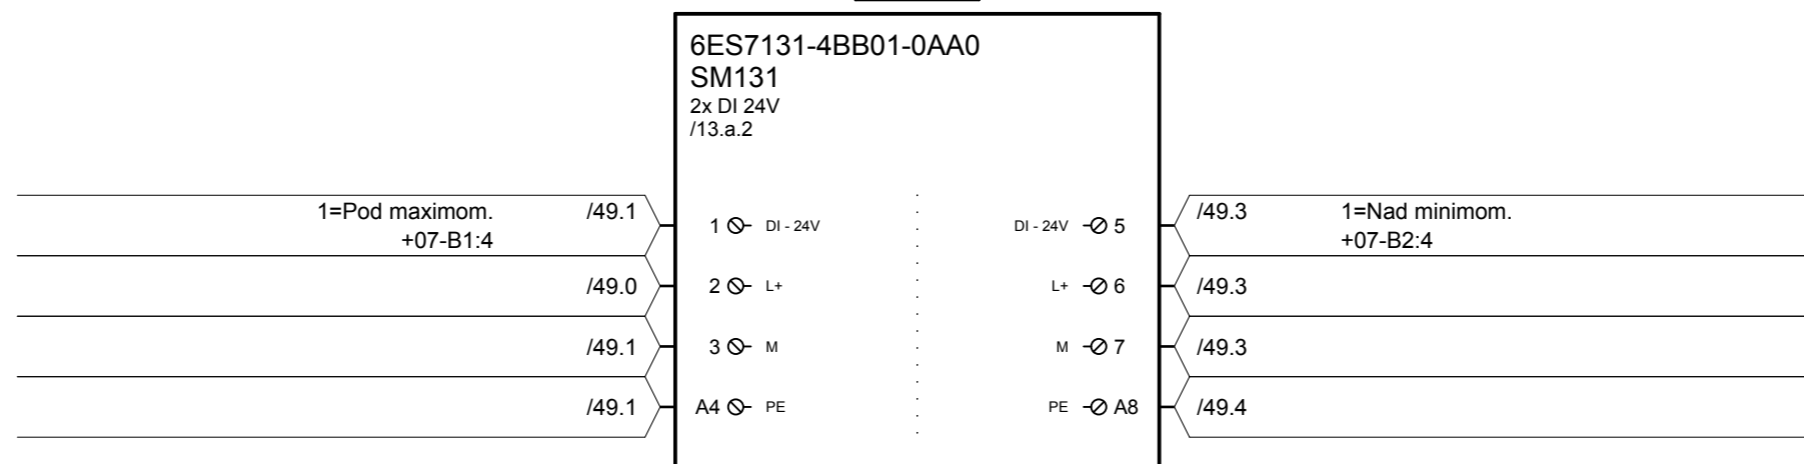 6ES7131-4BB01-0AA0
SM131
2x DI 24V
/13.a.2
1=Pod maximom. /49.1 1 DI - 24V DI - 24V 5 /49.3 1=Nad minimom.
+07-B1:4 +07-B2:4
/49.0 2 L+ L+ 6 /49.3
/49.1 3 M M 7 /49.3
/49.1 A4 PE PE A8 /49.4